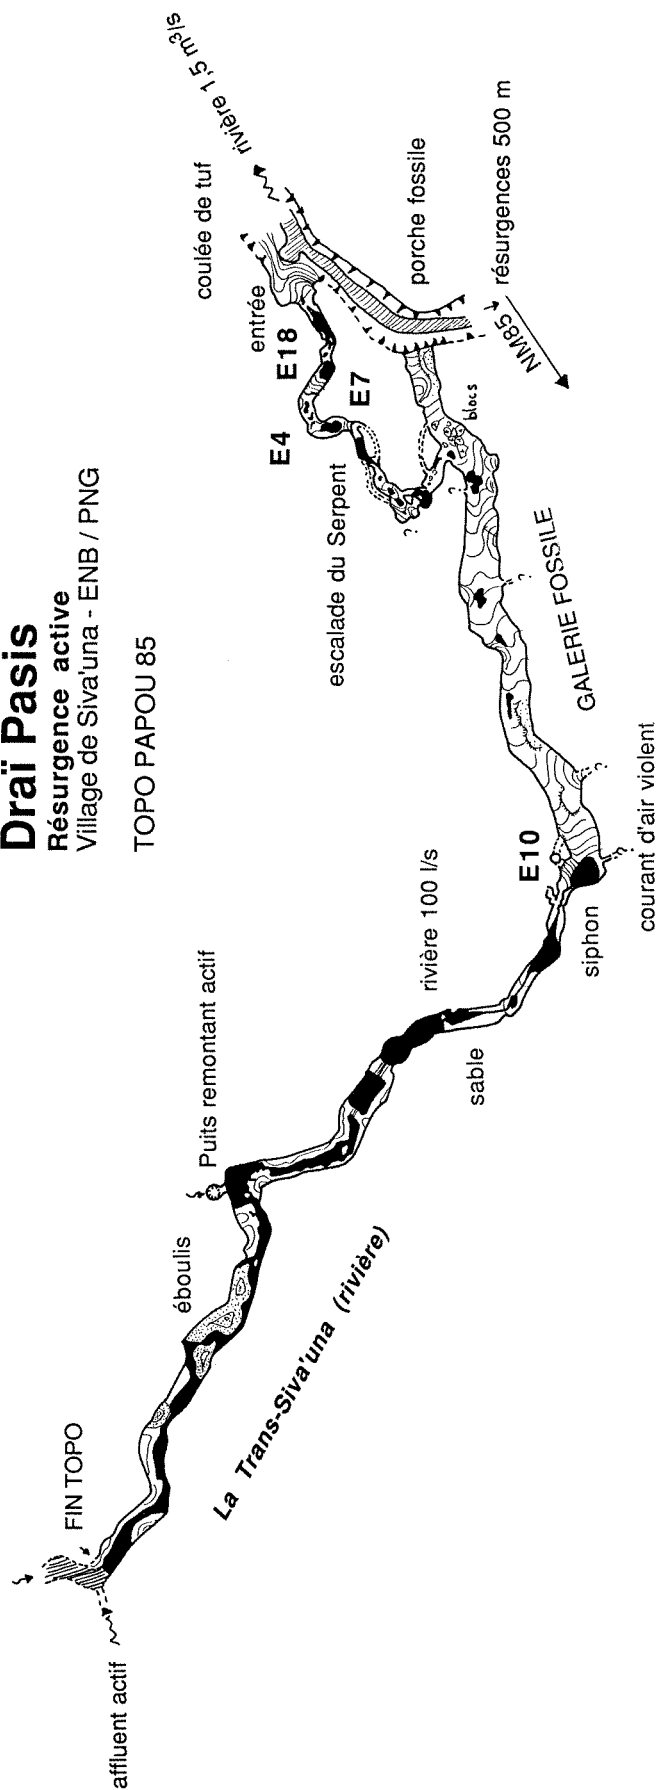 Draï Pasis
Résurgence active
Village de Siva'una - ENB / PNG
TOPO PAPOU 85
affluent actif
FIN TOPO
éboulis
Puits remontant actif
La Trans-Siva'una (rivière)
rivière 100 l/s
sable
siphon
E10
courant d'air violent
GALERIE FOSSILE
escalade du Serpent
E4
E7
E18
entrée
blocs
coulée de tuf
rivière 1,5 m³/s
porche fossile
résurgences 500 m
NM85
?
?
?
?
?
?